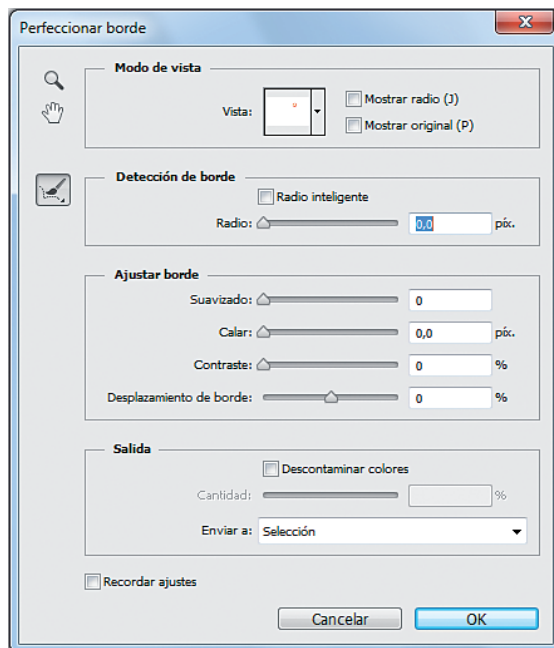 Perfeccionar borde
Modo de vista
Vista:
Mostrar radio (J)
Mostrar original (P)
Detección de borde
Radio inteligente
Radio: 0,0 píx.
Ajustar borde
Suavizado: 0
Calar: 0,0 píx.
Contraste: 0 %
Desplazamiento de borde: 0 %
Salida
Descontaminar colores
Cantidad: %
Enviar a: Selección
Recordar ajustes
Cancelar OK